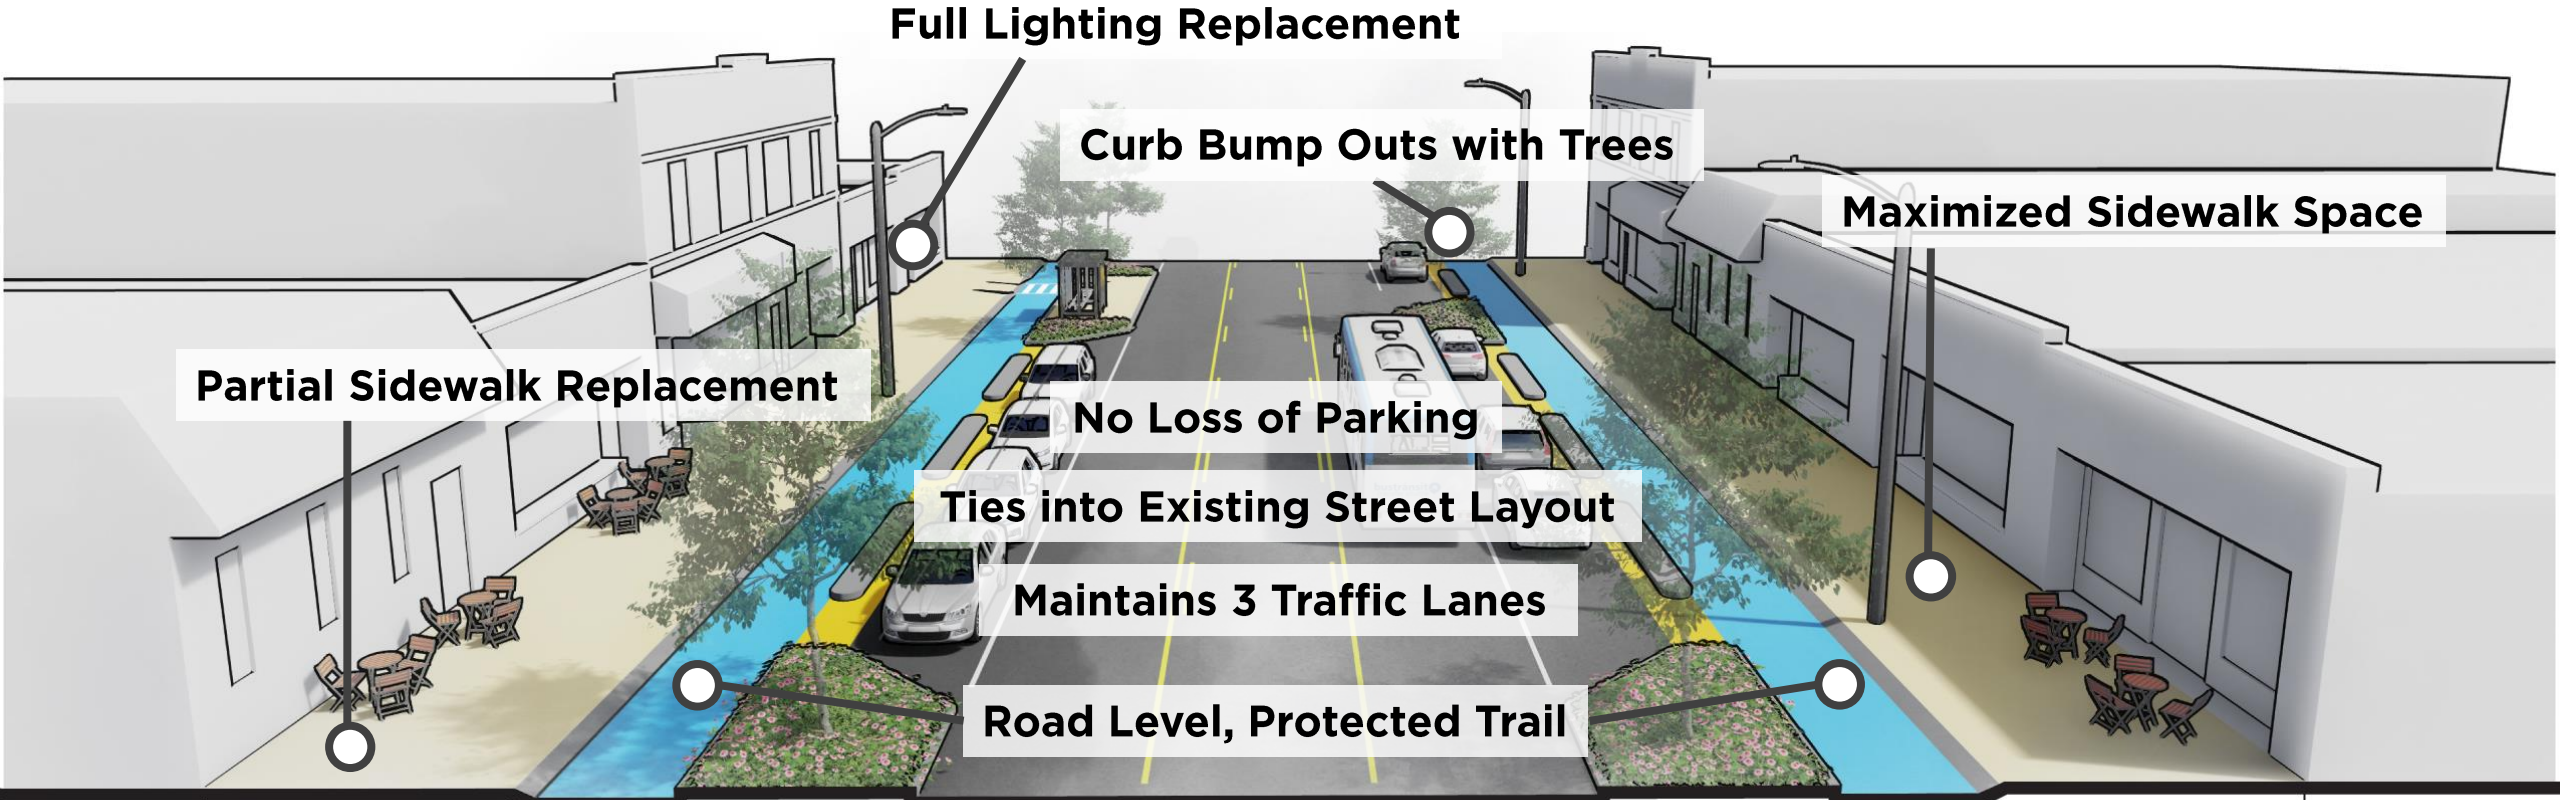 Full Lighting Replacement
Curb Bump Outs with Trees
Maximized Sidewalk Space
Partial Sidewalk Replacement
No Loss of Parking
Ties into Existing Street Layout
Maintains 3 Traffic Lanes
Road Level, Protected Trail